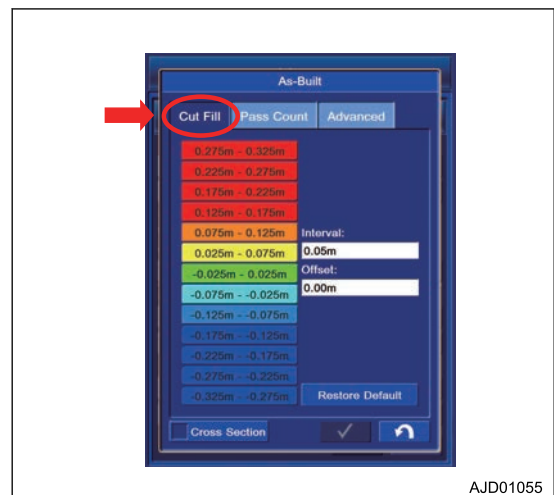 As-Built
Cut Fill Pass Count Advanced
0.275m - 0.325m
0.225m - 0.275m
0.175m - 0.225m
0.125m - 0.175m
0.075m - 0.125m
Interval:
0.025m - 0.075m
0.05m
-0.025m - 0.025m
Offset:
-0.075m - -0.025m
0.00m
-0.125m - -0.075m
-0.175m - -0.125m
-0.225m - -0.175m
-0.275m - -0.225m
-0.325m - -0.275m
Restore Default
Cross Section
AJD01055